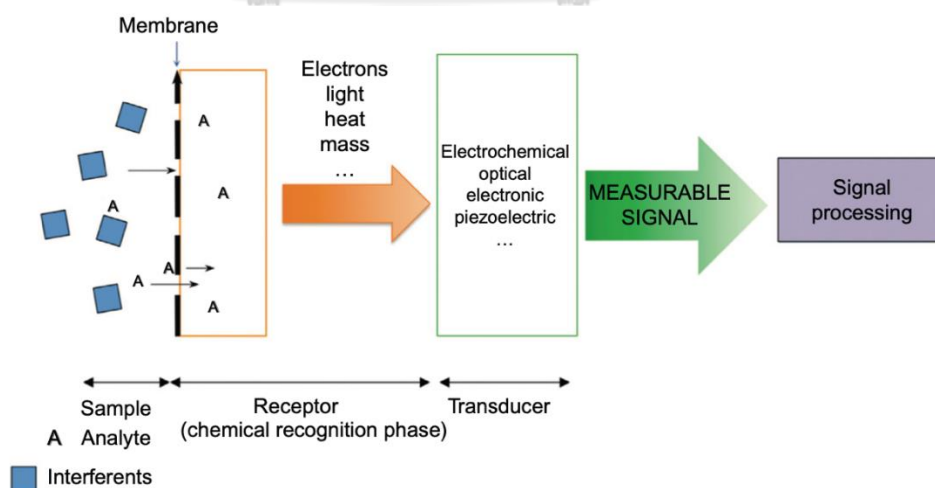 Membrane
Electrons
light
heat
mass
...
A
A
A
A
A
A
Electrochemical
optical
electronic
piezoelectric
...
MEASURABLE
SIGNAL
Signal
processing
Sample
Receptor
(chemical recognition phase)
Transducer
A Analyte
Interferents